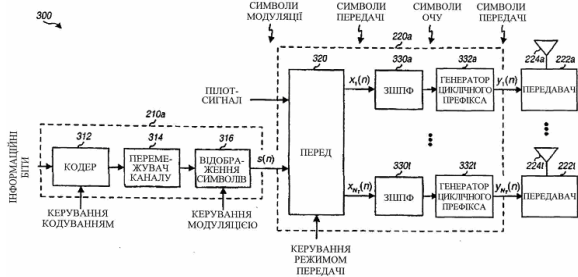 300
СИМВОЛИ
МОДУЛЯЦІЇ
СИМВОЛИ
ПЕРЕДАЧІ
СИМВОЛИ
ОЧУ
СИМВОЛИ
ПЕРЕДАЧІ
220a
320
330a
332a
224a
222a
x₁(n)
ЗШПФ
ГЕНЕРАТОР
ЦИКЛІЧНОГО
ПРЕФІКСА
y₁(n)
ПЕРЕДАВАЧ
ПІЛОТ-
СИГНАЛ
210a
312
314
316
ІНФОРМАЦІЙНІ
БІТИ
КОДЕР
ПЕРЕМЕ-
ЖУВАЧ
КАНАЛУ
ВІДОБРА-
ЖЕННЯ
СИМВОЛІВ
s(n)
ПЕРЕД
330t
332t
224t
222t
x_Nт(n)
ЗШПФ
ГЕНЕРАТОР
ЦИКЛІЧНОГО
ПРЕФІКСА
y_Nт(n)
ПЕРЕДАВАЧ
КЕРУВАННЯ
КОДУВАННЯМ
КЕРУВАННЯ
МОДУЛЯЦІЄЮ
КЕРУВАННЯ
РЕЖИМОМ
ПЕРЕДАЧІ